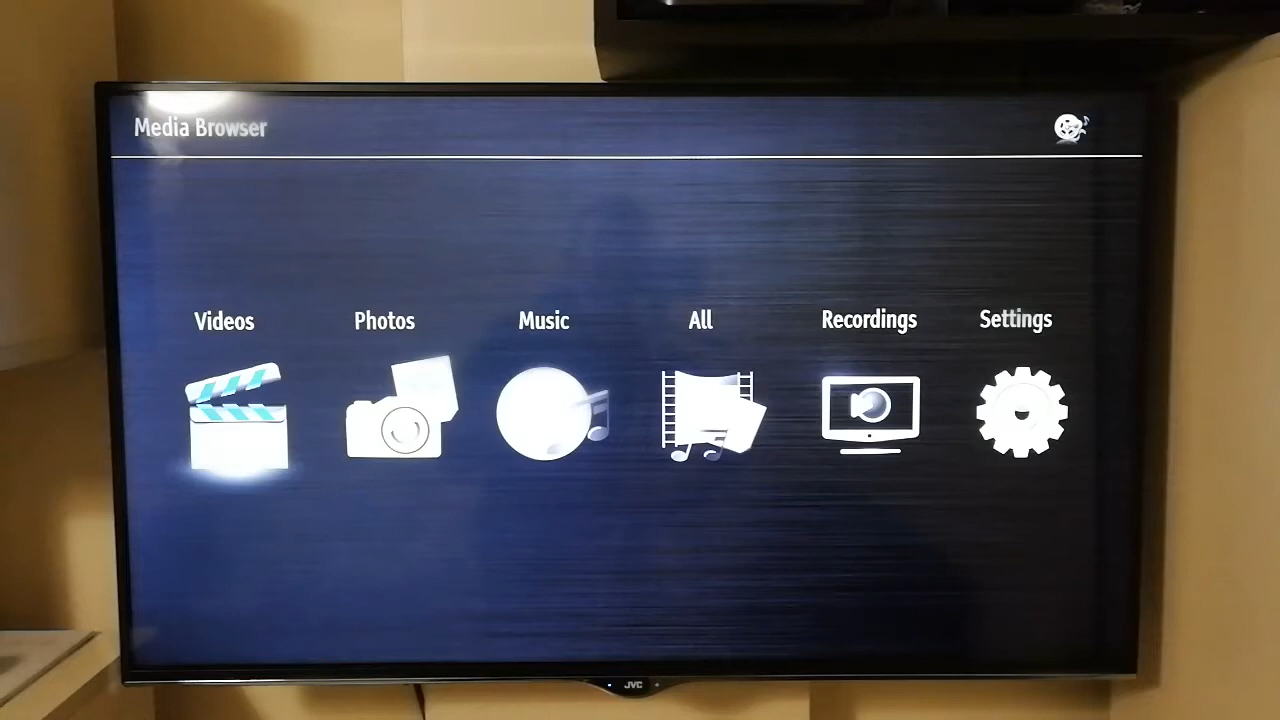 Media Browser
Videos
Photos
Music
All
Recordings
Settings
JVC